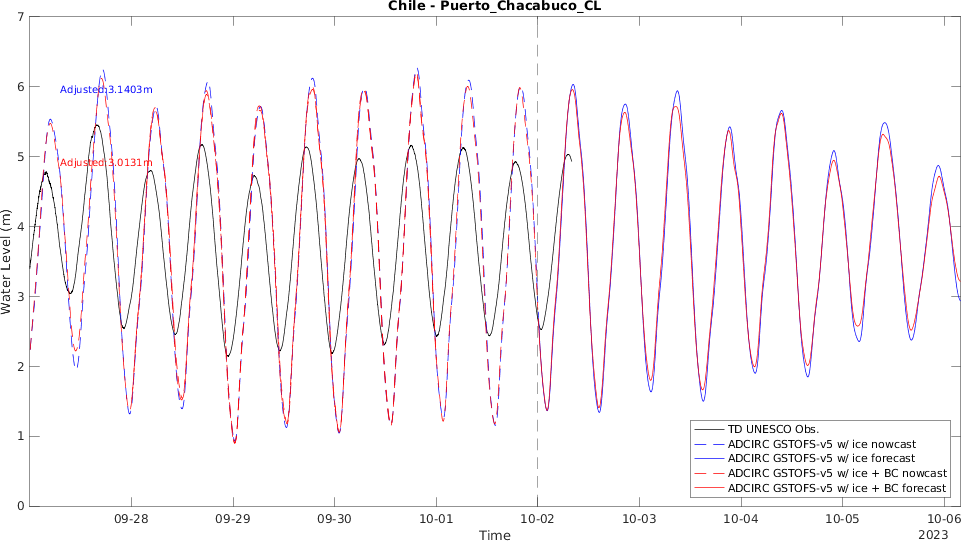 Chile - Puerto_Chacabuco_CL
7
6
5
4
3
2
1
0
Water Level (m)
Adjusted:3.1403m
Adjusted:3.0131m
TD UNESCO Obs.
ADCIRC GSTOFS-v5 w/ ice nowcast
ADCIRC GSTOFS-v5 w/ ice forecast
ADCIRC GSTOFS-v5 w/ ice + BC nowcast
ADCIRC GSTOFS-v5 w/ ice + BC forecast
09-28 09-29 09-30 10-01 10-02 10-03 10-04 10-05 10-06
Time
2023